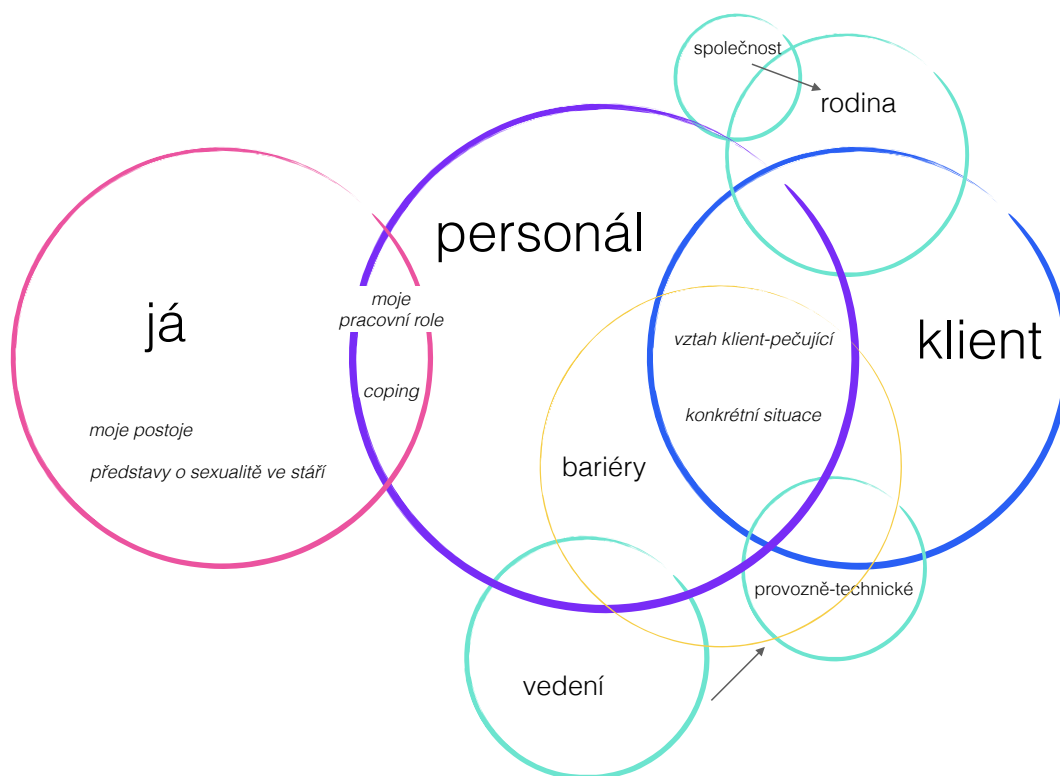 společnost
rodina
personál
já
moje
pracovní role
vztah klient-pečující
klient
coping
konkrétní situace
moje postoje
představy o sexualitě ve stáří
bariéry
provozně-technické
vedení